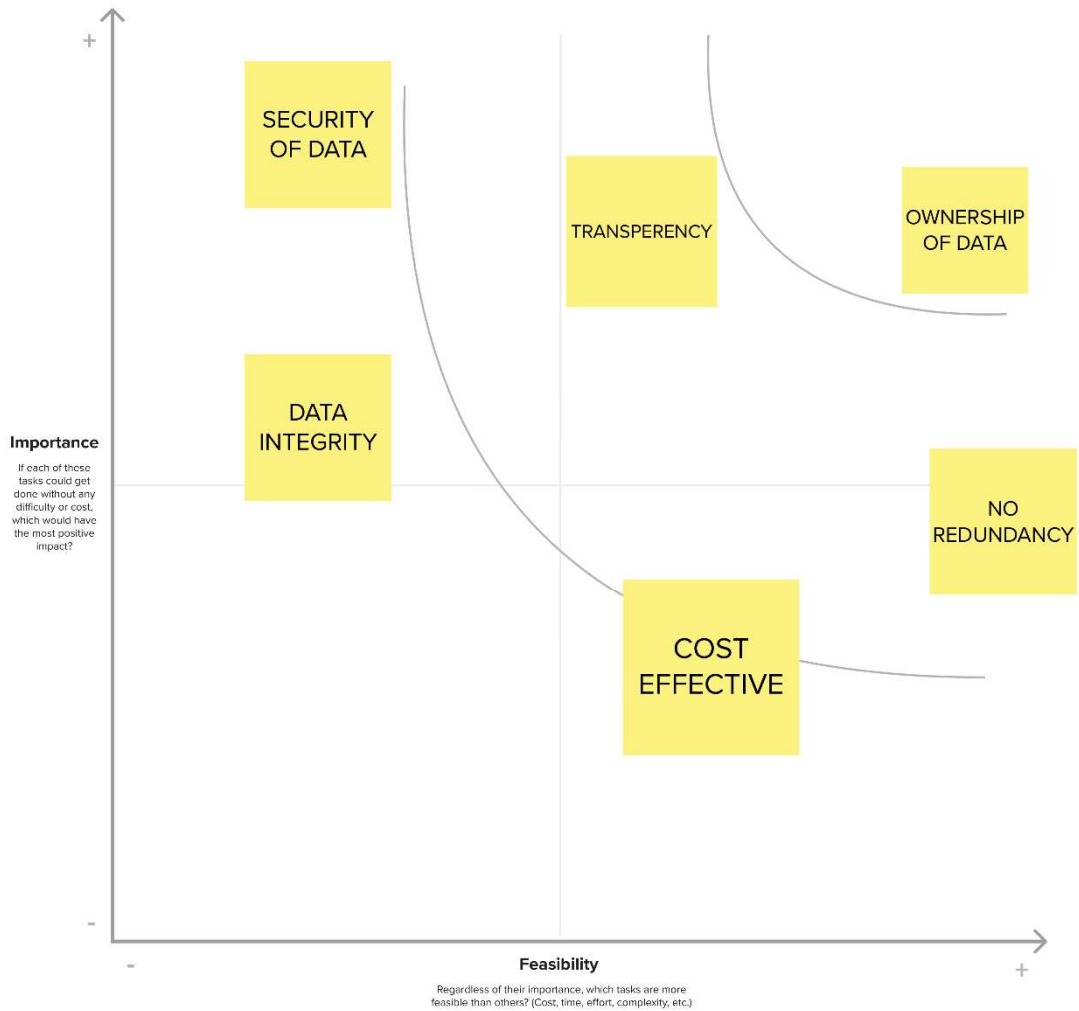 +
SECURITY
OF DATA
TRANSPERENCY
OWNERSHIP
OF DATA
DATA
INTEGRITY
Importance
If each of these
tasks could get
done without any
difficulty or cost,
which would have
the most positive
impact?
NO
REDUNDANCY
COST
EFFECTIVE
-
-
Feasibility
+
Regardless of their importance, which tasks are more
feasible than others? (Cost, time, effort, complexity, etc.)